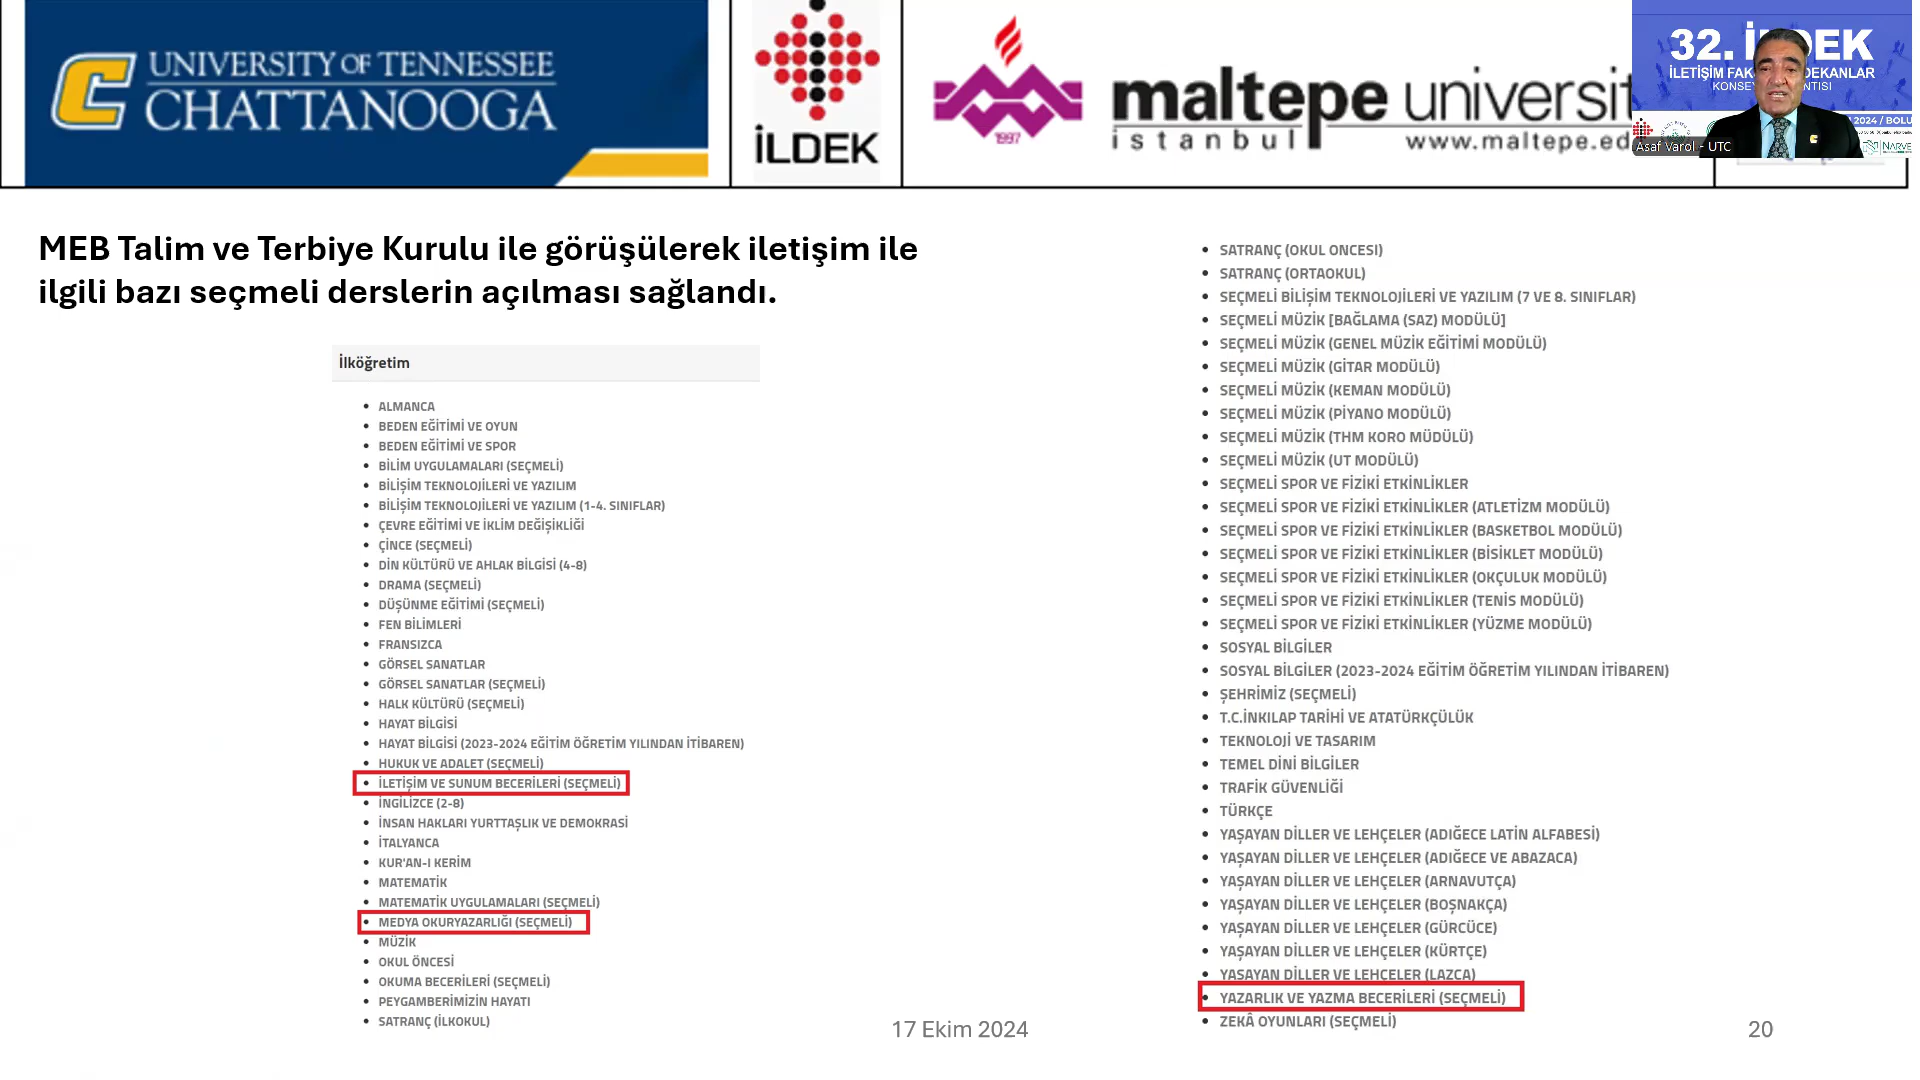 UNIVERSITY OF TENNESSEE
CHATTANOOGA
İLDEK
1997
maltepe universit
istanbul
www.maltepe.ed
32. İLDEK
İLETİŞİM FAK DEKANLAR
KONSE NTISI
2024 / BOLU
NARVE
Asaf Varol - UTC
MEB Talim ve Terbiye Kurulu ile görüşülerek iletişim ile
ilgili bazı seçmeli derslerin açılması sağlandı.
İlköğretim
ALMANCA
BEDEN EĞİTİMİ VE OYUN
BEDEN EĞİTİMİ VE SPOR
BİLİM UYGULAMALARI (SEÇMELİ)
BİLİŞİM TEKNOLOJİLERİ VE YAZILIM
BİLİŞİM TEKNOLOJİLERİ VE YAZILIM (1-4. SINIFLAR)
ÇEVRE EĞİTİMİ VE İKLİM DEĞİŞİKLİĞİ
ÇİNCE (SEÇMELİ)
DİN KÜLTÜRÜ VE AHLAK BİLGİSİ (4-8)
DRAMA (SEÇMELİ)
DÜŞÜNME EĞİTİMİ (SEÇMELİ)
FEN BİLİMLERİ
FRANSIZCA
GÖRSEL SANATLAR
GÖRSEL SANATLAR (SEÇMELİ)
HALK KÜLTÜRÜ (SEÇMELİ)
HAYAT BİLGİSİ
HAYAT BİLGİSİ (2023-2024 EĞİTİM ÖĞRETİM YILINDAN İTİBAREN)
HUKUK VE ADALET (SEÇMELİ)
İLETİŞİM VE SUNUM BECERİLERİ (SEÇMELİ)
İNGİLİZCE (2-8)
İNSAN HAKLARI YURTTAŞLIK VE DEMOKRASİ
İTALYANCA
KUR'AN-I KERİM
MATEMATİK
MATEMATİK UYGULAMALARI (SEÇMELİ)
MEDYA OKURYAZARLIĞI (SEÇMELİ)
MÜZİK
OKUL ÖNCESİ
OKUMA BECERİLERİ (SEÇMELİ)
PEYGAMBERİMİZİN HAYATI
SATRANÇ (İLKOKUL)
SATRANÇ (OKUL ÖNCESİ)
SATRANÇ (ORTAOKUL)
SEÇMELİ BİLİŞİM TEKNOLOJİLERİ VE YAZILIM (7 VE 8. SINIFLAR)
SEÇMELİ MÜZİK [BAĞLAMA (SAZ) MODÜLÜ]
SEÇMELİ MÜZİK (GENEL MÜZİK EĞİTİMİ MODÜLÜ)
SEÇMELİ MÜZİK (GİTAR MODÜLÜ)
SEÇMELİ MÜZİK (KEMAN MODÜLÜ)
SEÇMELİ MÜZİK (PİYANO MODÜLÜ)
SEÇMELİ MÜZİK (THM KORO MÜDÜLÜ)
SEÇMELİ MÜZİK (UT MODÜLÜ)
SEÇMELİ SPOR VE FİZİKİ ETKİNLİKLER
SEÇMELİ SPOR VE FİZİKİ ETKİNLİKLER (ATLETİZM MODÜLÜ)
SEÇMELİ SPOR VE FİZİKİ ETKİNLİKLER (BASKETBOL MODÜLÜ)
SEÇMELİ SPOR VE FİZİKİ ETKİNLİKLER (BİSİKLET MODÜLÜ)
SEÇMELİ SPOR VE FİZİKİ ETKİNLİKLER (OKÇULUK MODÜLÜ)
SEÇMELİ SPOR VE FİZİKİ ETKİNLİKLER (TENİS MODÜLÜ)
SEÇMELİ SPOR VE FİZİKİ ETKİNLİKLER (YÜZME MODÜLÜ)
SOSYAL BİLGİLER
SOSYAL BİLGİLER (2023-2024 EĞİTİM ÖĞRETİM YILINDAN İTİBAREN)
ŞEHRİMİZ (SEÇMELİ)
T.C.İNKILAP TARİHİ VE ATATÜRKÇÜLÜK
TEKNOLOJİ VE TASARIM
TEMEL DİNİ BİLGİLER
TRAFİK GÜVENLİĞİ
TÜRKÇE
YAŞAYAN DİLLER VE LEHÇELER (ADIĞECE LATİN ALFABESİ)
YAŞAYAN DİLLER VE LEHÇELER (ADIĞECE VE ABAZACA)
YAŞAYAN DİLLER VE LEHÇELER (ARNAVUTÇA)
YAŞAYAN DİLLER VE LEHÇELER (BOŞNAKÇA)
YAŞAYAN DİLLER VE LEHÇELER (GÜRCÜCE)
YAŞAYAN DİLLER VE LEHÇELER (KÜRTÇE)
YAŞAYAN DİLLER VE LEHÇELER (LAZCA)
YAZARLIK VE YAZMA BECERİLERİ (SEÇMELİ)
ZEKÂ OYUNLARI (SEÇMELİ)
17 Ekim 2024
20